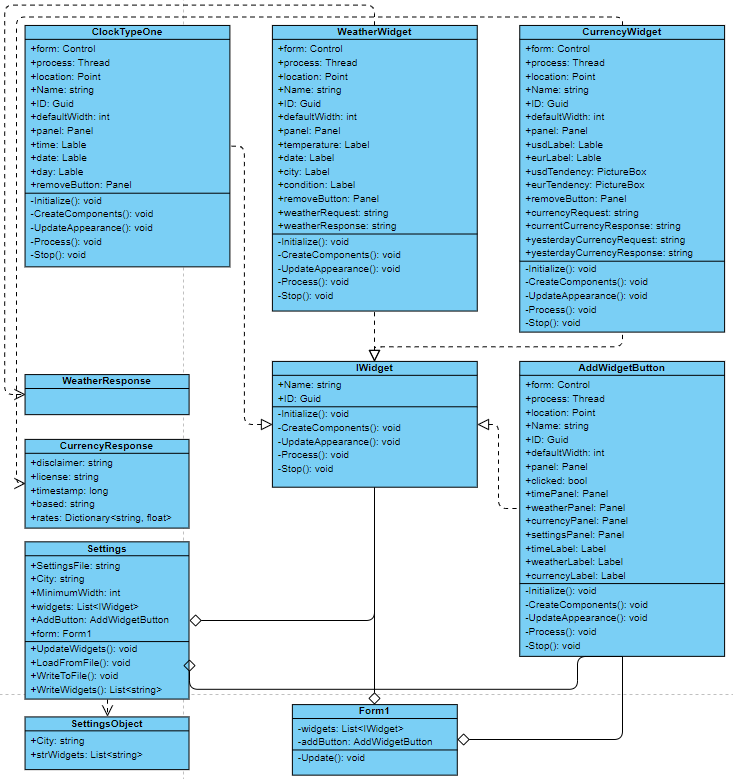 ClockTypeOne
+form: Control
+process: Thread
+location: Point
+Name: string
+ID: Guid
+defaultWidth: int
+panel: Panel
+time: Lable
+date: Lable
+day: Lable
+removeButton: Panel
-Initialize(): void
-CreateComponents(): void
-UpdateAppearance(): void
-Process(): void
-Stop(): void
WeatherWidget
+form: Control
+process: Thread
+location: Point
+Name: string
+ID: Guid
+defaultWidth: int
+panel: Panel
+temperature: Label
+date: Label
+city: Label
+condition: Label
+removeButton: Panel
+weatherRequest: string
+weatherResponse: string
-Initialize(): void
-CreateComponents(): void
-UpdateAppearance(): void
-Process(): void
-Stop(): void
CurrencyWidget
+form: Control
+process: Thread
+location: Point
+Name: string
+ID: Guid
+defaultWidth: int
+panel: Panel
+usdLabel: Lable
+eurLabel: Lable
+usdTendency: PictureBox
+eurTendency: PictureBox
+removeButton: Panel
+currencyRequest: string
+currentCurrencyResponse: string
+yesterdayCurrencyRequest: string
+yesterdayCurrencyResponse: string
-Initialize(): void
-CreateComponents(): void
-UpdateAppearance(): void
-Process(): void
-Stop(): void
WeatherResponse
CurrencyResponse
+disclaimer: string
+license: string
+timestamp: long
+based: string
+rates: Dictionary<string, float>
IWidget
+Name: string
+ID: Guid
-Initialize(): void
-CreateComponents(): void
-UpdateAppearance(): void
-Process(): void
-Stop(): void
AddWidgetButton
+form: Control
+process: Thread
+location: Point
+Name: string
+ID: Guid
+defaultWidth: int
+panel: Panel
+clicked: bool
+timePanel: Panel
+weatherPanel: Panel
+currencyPanel: Panel
+settingsPanel: Panel
+timeLabel: Label
+weatherLabel: Label
+currencyLabel: Label
-Initialize(): void
-CreateComponents(): void
-UpdateAppearance(): void
-Process(): void
-Stop(): void
Settings
+SettingsFile: string
+City: string
+MinimumWidth: int
+widgets: List<IWidget>
+AddButton: AddWidgetButton
+form: Form1
+UpdateWidgets(): void
+LoadFromFile(): void
+WriteToFile(): void
+WriteWidgets(): List<string>
SettingsObject
+City: string
+strWidgets: List<string>
Form1
-widgets: List<IWidget>
-addButton: AddWidgetButton
-Update(): void